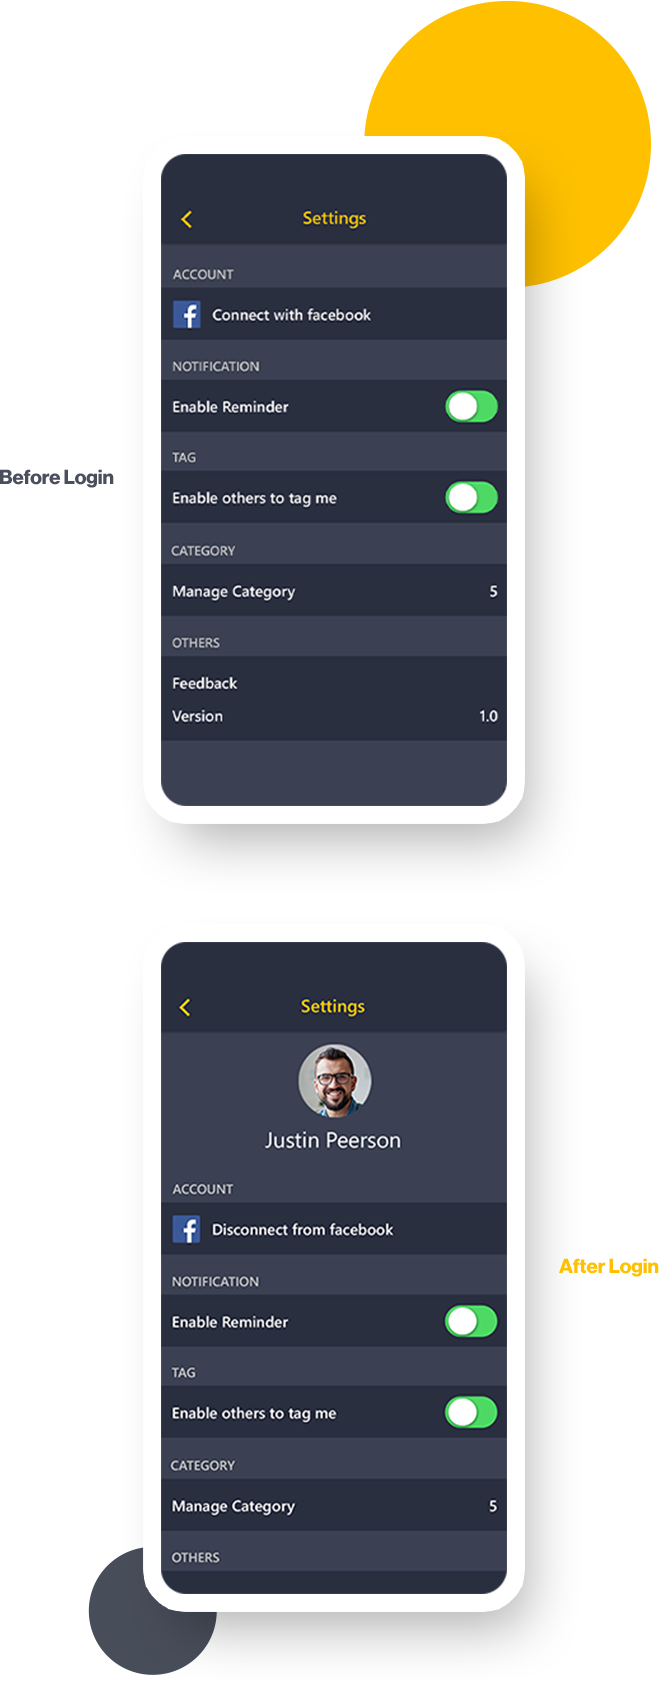 Settings
ACCOUNT
Connect with facebook
NOTIFICATION
Enable Reminder
Before Login
TAG
Enable others to tag me
CATEGORY
Manage Category 5
OTHERS
Feedback
Version 1.0
Settings
Justin Peerson
ACCOUNT
Disconnect from facebook
After Login
NOTIFICATION
Enable Reminder
TAG
Enable others to tag me
CATEGORY
Manage Category 5
OTHERS